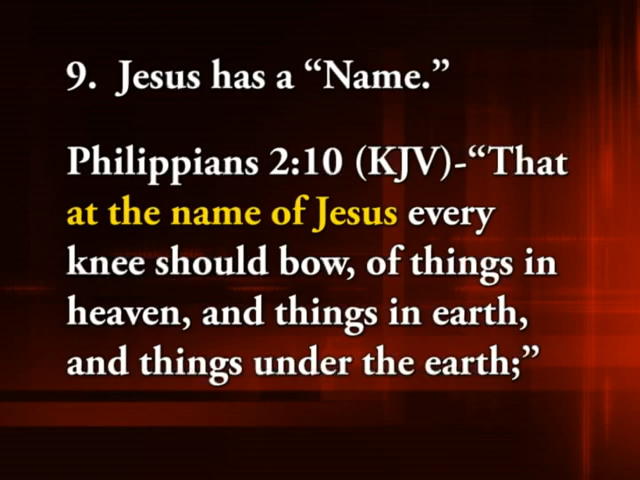 9. Jesus has a “Name.”
Philippians 2:10 (KJV)-“That
at the name of Jesus every
knee should bow, of things in
heaven, and things in earth,
and things under the earth;”